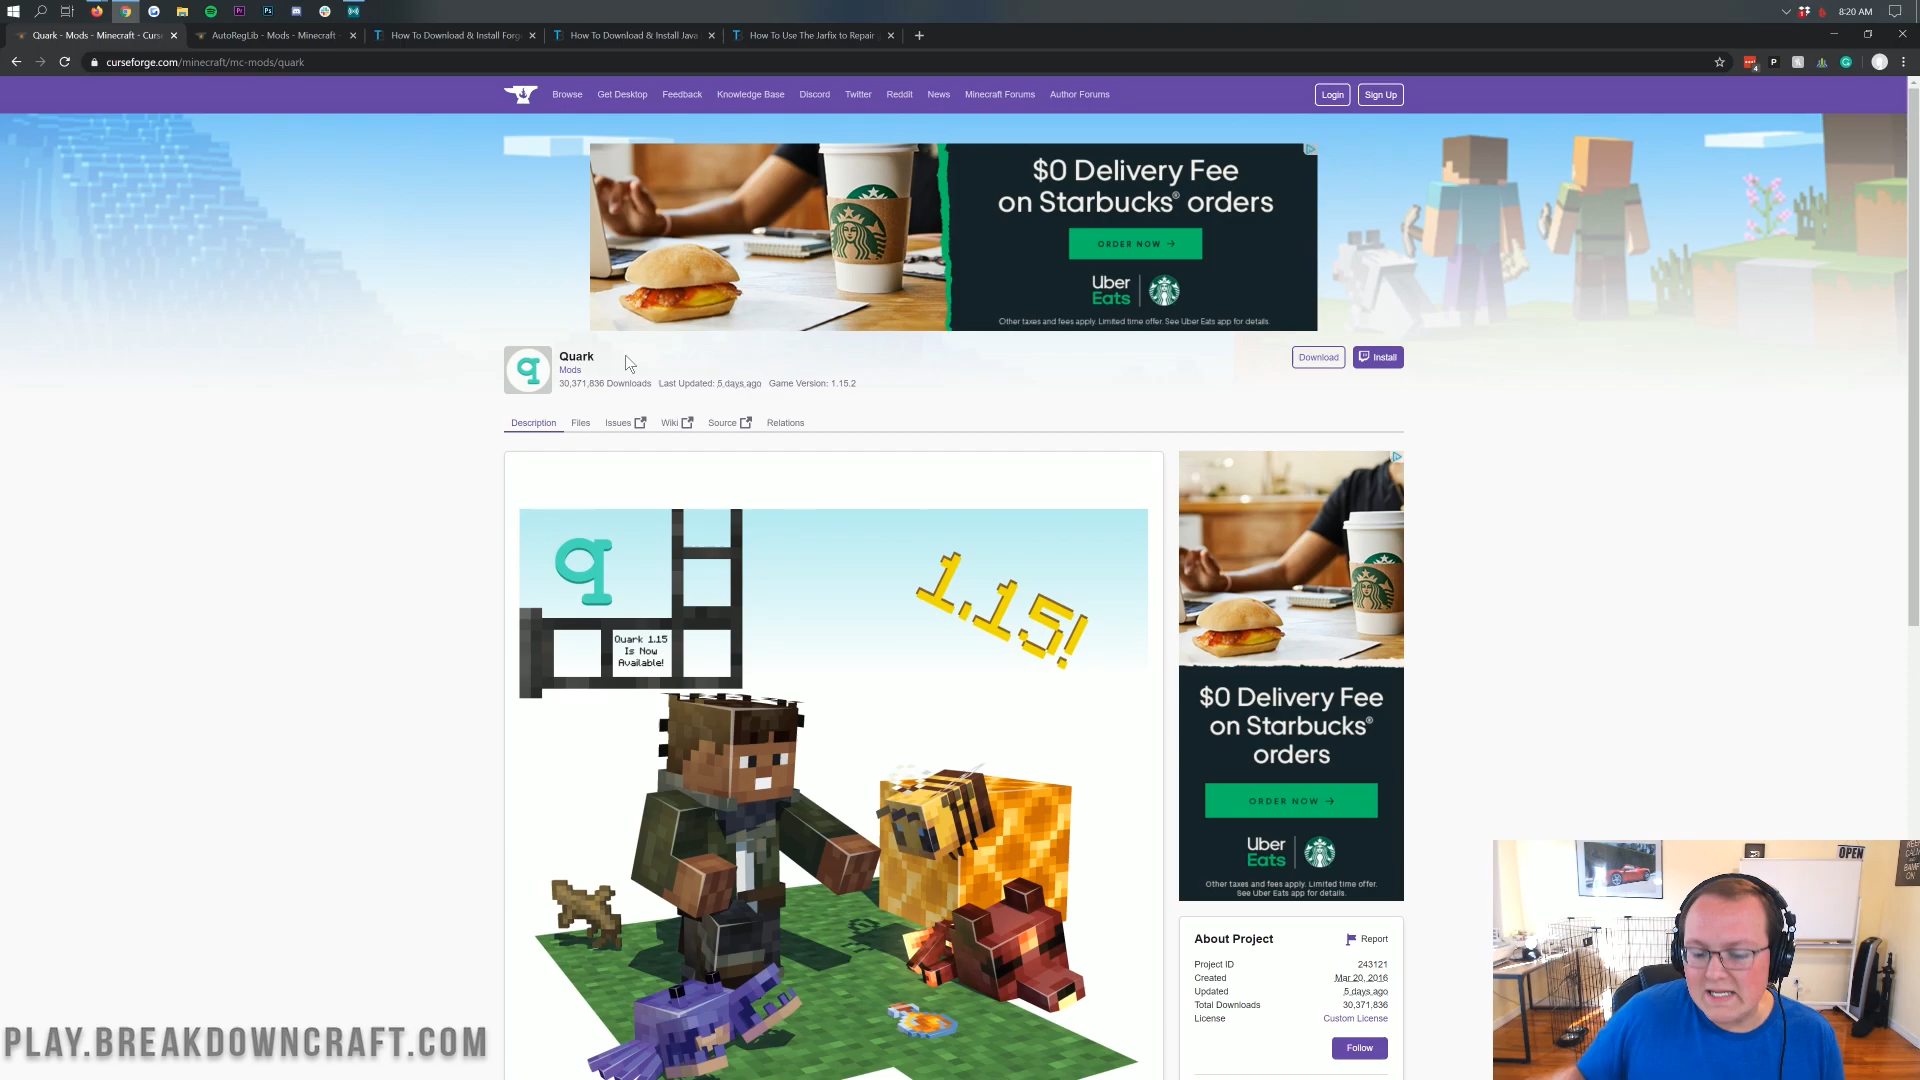 8:20 AM
Quark - Mods - Minecraft - Curse
AutoRegLib - Mods - Minecraft -
How To Download & Install Forg
How To Download & Install Java
How To Use The Jarfix to Repair
curseforge.com/minecraft/mc-mods/quark
Browse Get Desktop Feedback Knowledge Base Discord Twitter Reddit News Minecraft Forums Author Forums Login Sign Up
$0 Delivery Fee
on Starbucks® orders
ORDER NOW →
Uber
Eats
Other taxes and fees apply. Limited time offer. See Uber Eats app for details.
Quark
Mods
30,371,836 Downloads Last Updated: 5 days ago Game Version: 1.15.2
Download Install
Description Files Issues Wiki Source Relations
q
1.15!
Quark 1.15
Is Now
Available!
$0 Delivery Fee
on Starbucks®
orders
ORDER NOW →
Uber
Eats
Other taxes and fees apply. Limited time offer.
See Uber Eats app for details.
About Project Report
Project ID 243121
Created Mar 20, 2016
Updated 5 days ago
Total Downloads 30,371,836
License Custom License
Follow
OPEN
PLAY.BREAKDOWNCRAFT.COM